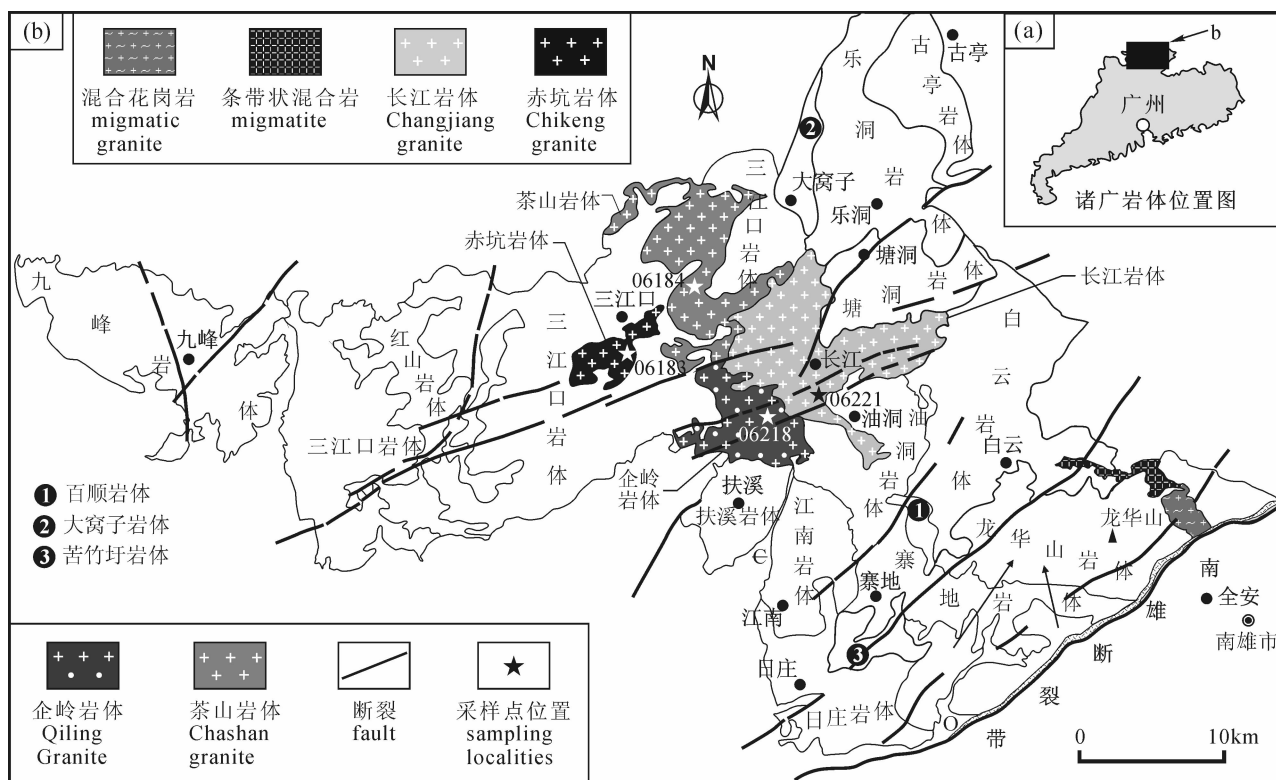 (b)
混合花岗岩
migmatic
granite
条带状混合岩
migmatite
长江岩体
Changjiang
granite
赤坑岩体
Chikeng
granite
N
(a)
b
广州
诸广岩体位置图
古亭
古亭岩体
乐洞岩体
2
大窝子
乐洞
塘洞
塘洞岩体
三江口岩体
茶山岩体
赤坑岩体
长江岩体
06184
三江口
06183
长江
06221
06218
油洞
油洞岩体
白云岩体
白云
九峰岩体
九峰
红山岩体
三江口岩体
三江口岩体
企岭
岩体
扶溪
扶溪岩体
C
江南岩体
江南
1
寨地
寨地岩体
龙华山岩体
龙华山
3
日庄
日庄岩体
O
南雄断裂带
全安
南雄市
1 百顺岩体
2 大窝子岩体
3 苦竹圩岩体
企岭岩体
Qiling
Granite
茶山岩体
Chashan
granite
断裂
fault
采样点位置
sampling
localities
0 10km